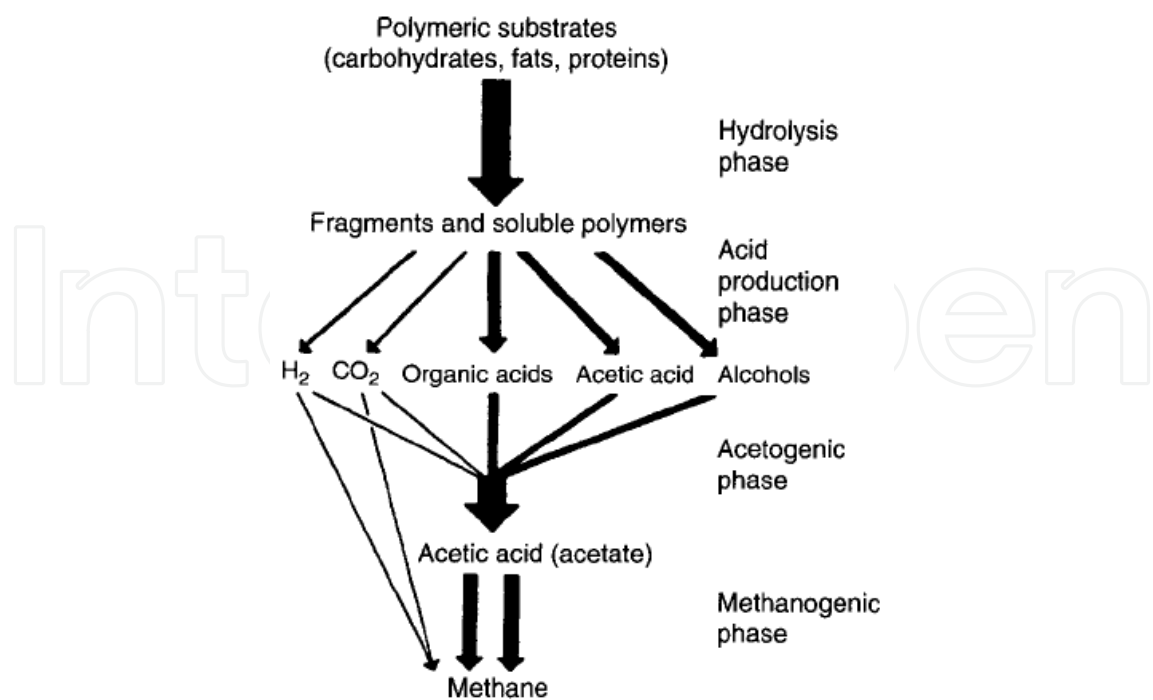 Polymeric substrates
(carbohydrates, fats, proteins)
Hydrolysis
phase
Fragments and soluble polymers
Acid
production
phase
H₂ CO₂ Organic acids Acetic acid Alcohols
Acetogenic
phase
Acetic acid (acetate)
Methanogenic
phase
Methane